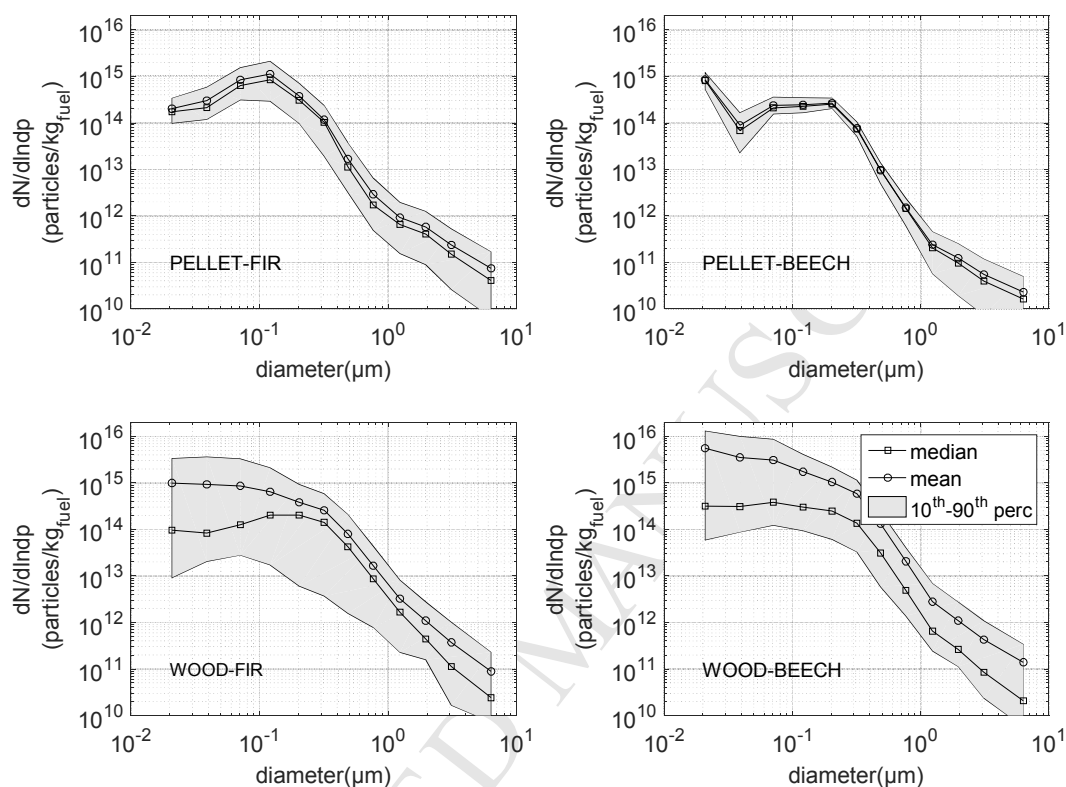 10^16
10^15
10^14
10^13
10^12
10^11
10^10
dN/dlndp
(particles/kg_fuel)
PELLET-FIR
10^-2 10^-1 10^0 10^1
diameter(µm)
10^16
10^15
10^14
10^13
10^12
10^11
10^10
dN/dlndp
(particles/kg_fuel)
PELLET-BEECH
10^-2 10^-1 10^0 10^1
diameter(µm)
10^16
10^15
10^14
10^13
10^12
10^11
10^10
dN/dlndp
(particles/kg_fuel)
WOOD-FIR
10^-2 10^-1 10^0 10^1
diameter(µm)
10^16
10^15
10^14
10^13
10^12
10^11
10^10
dN/dlndp
(particles/kg_fuel)
median
mean
10^th-90^th perc
WOOD-BEECH
10^-2 10^-1 10^0 10^1
diameter(µm)